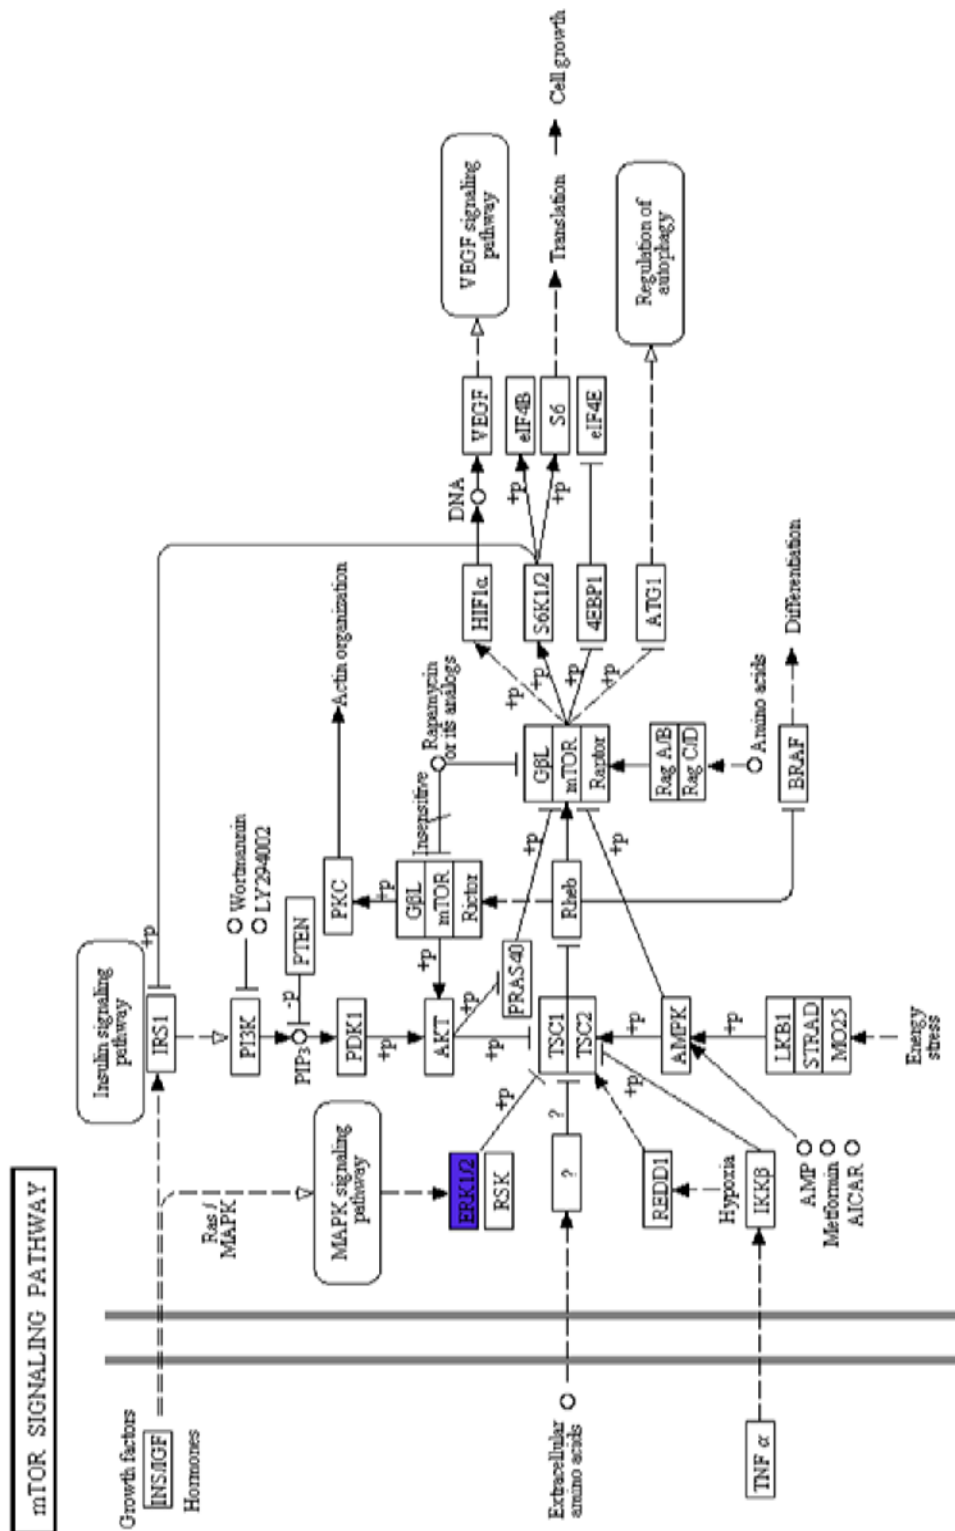 mTOR SIGNALING PATHWAY
Growth factors
INS/IGF
Hormones
Ras /
MAPK
Insulin signaling
pathway
+p
IRS1
Wortmannin
LY294002
PI3K
PTEN
-p
PIP3
PDK1
+p
AKT
PKC
Actin organization
+p
GβL
mTOR
Rictor
+p
Insensitive
Rapamycin
or its analogs
MAPK signaling
pathway
ERK1/2
RSK
+p
+p
+p
PRAS40
+p
Extracellular
amino acids
?
?
TSC1
TSC2
Rheb
GβL
mTOR
Raptor
REDD1
Hypoxia
+p
+p
AMPK
+p
TNF α
IKKβ
AMP
Metformin
AICAR
+p
LKB1
STRAD
MO25
Energy
stress
Rag A/B
Rag C/D
Amino acids
BRAF
Differentiation
+p
+p
+p
+p
HIF1α
DNA
VEGF
VEGF signaling
pathway
S6K1/2
+p
+p
eIF4B
S6
Translation
Cell growth
4EBP1
eIF4E
ATG1
Regulation of
autophagy